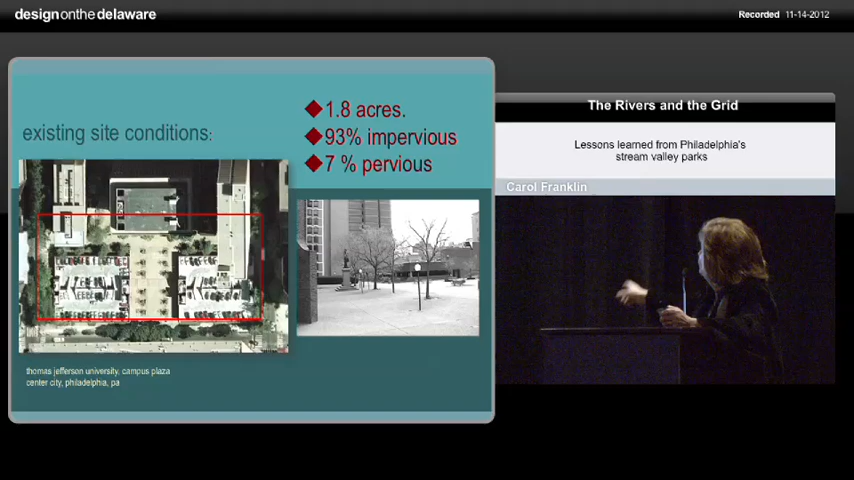 designonthedelaware
Recorded 11-14-2012
existing site conditions:
◆1.8 acres.
◆93% impervious
◆7 % pervious
thomas jefferson university, campus plaza
center city, philadelphia, pa
The Rivers and the Grid
Lessons learned from Philadelphia's
stream valley parks
Carol Franklin